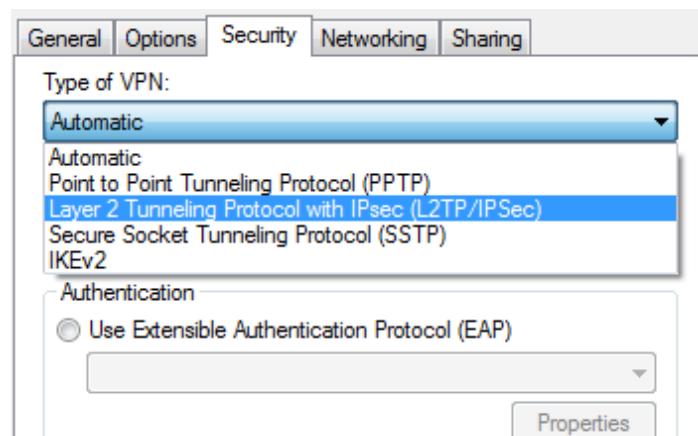 General Options Security Networking Sharing
Type of VPN:
Automatic
Automatic
Point to Point Tunneling Protocol (PPTP)
Layer 2 Tunneling Protocol with IPsec (L2TP/IPSec)
Secure Socket Tunneling Protocol (SSTP)
IKEv2
Authentication
Use Extensible Authentication Protocol (EAP)
Properties